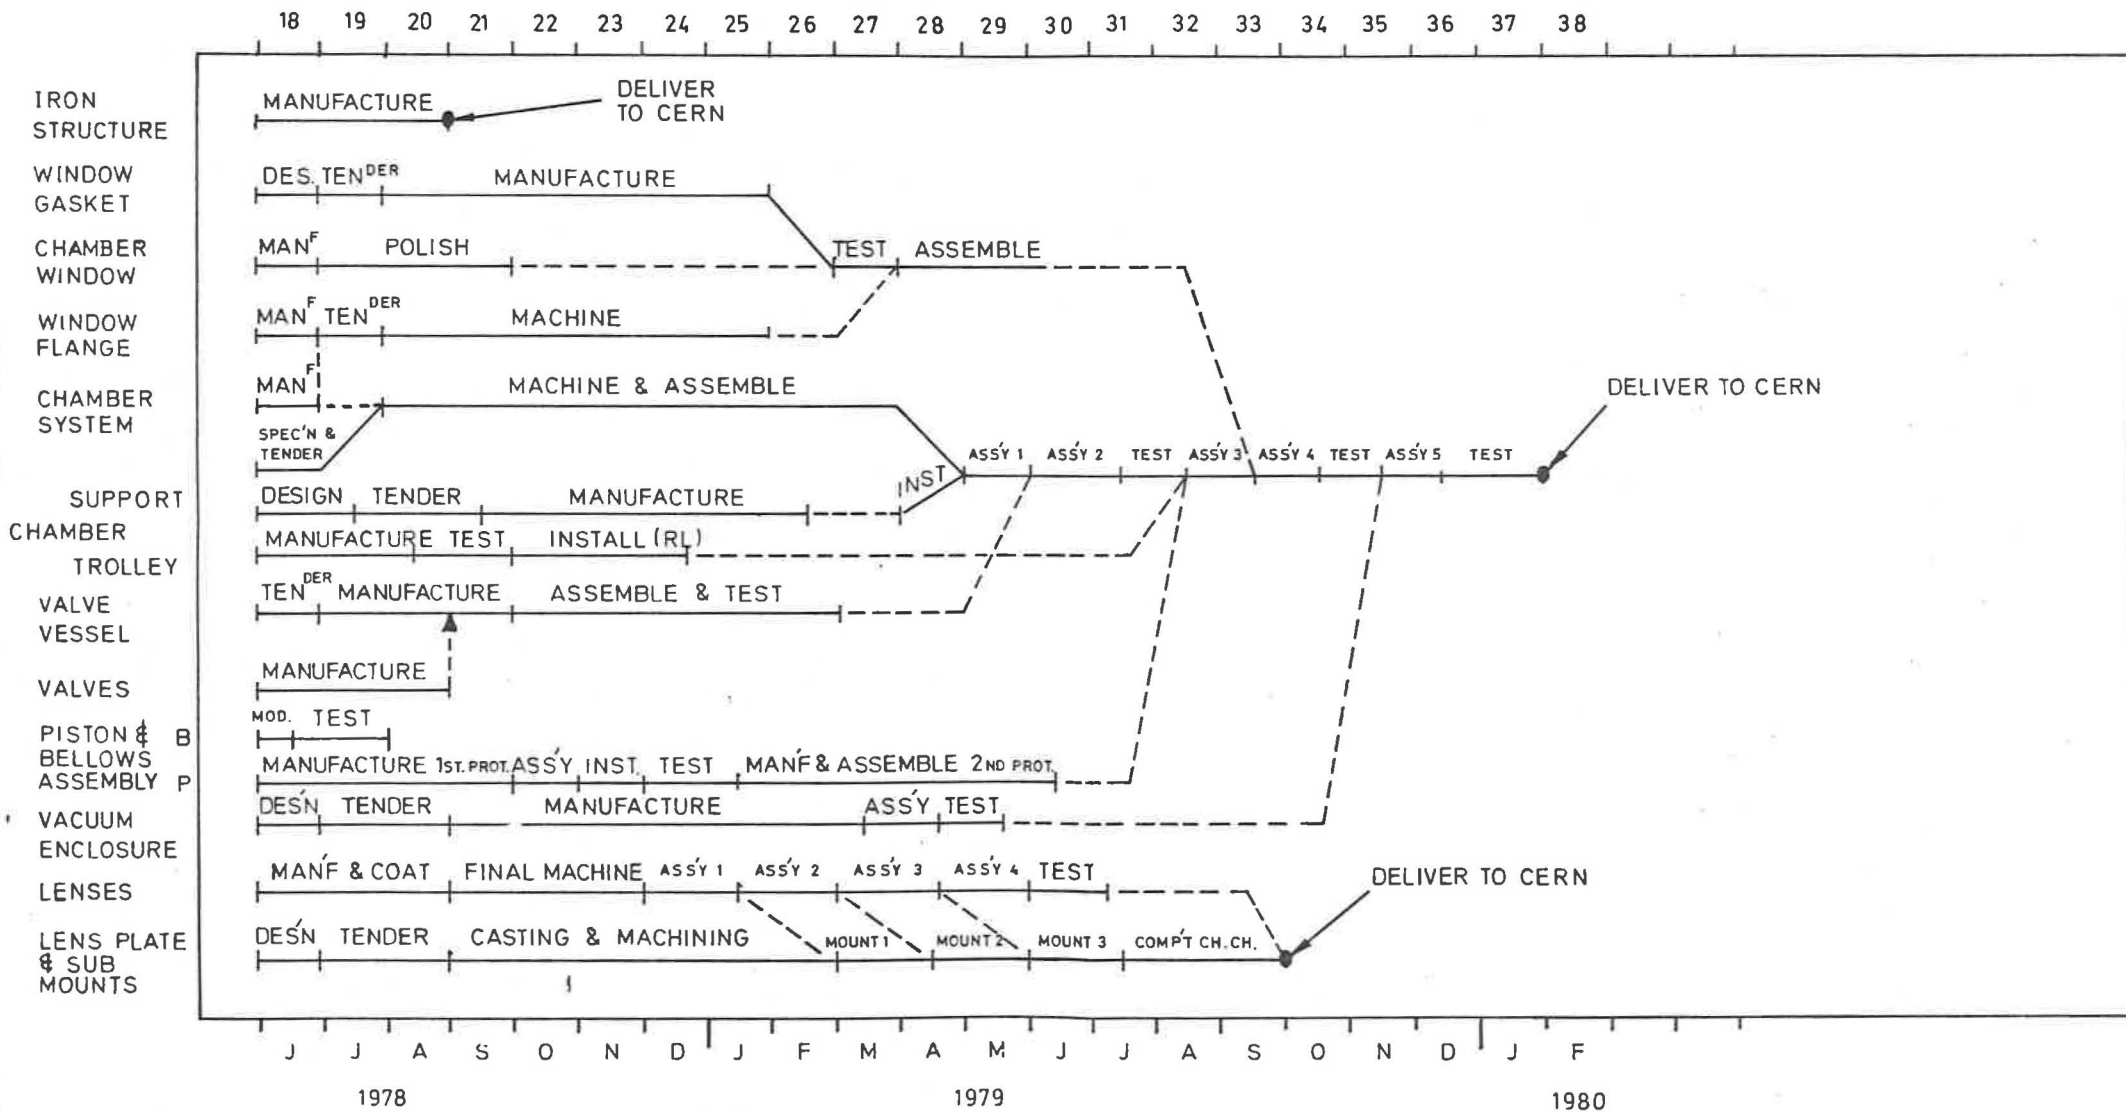 18 19 20 21 22 23 24 25 26 27 28 29 30 31 32 33 34 35 36 37 38
IRON
STRUCTURE
MANUFACTURE
DELIVER
TO CERN
WINDOW
GASKET
DES. TENDER MANUFACTURE
CHAMBER
WINDOW
MANF POLISH TEST ASSEMBLE
WINDOW
FLANGE
MANF TENDER MACHINE
CHAMBER
SYSTEM
MANF MACHINE & ASSEMBLE
DELIVER TO CERN
SPEC'N &
TENDER
INST ASS'Y 1 ASS'Y 2 TEST ASS'Y 3 ASS'Y 4 TEST ASS'Y 5 TEST
SUPPORT
DESIGN TENDER MANUFACTURE
CHAMBER
TROLLEY
MANUFACTURE TEST INSTALL (RL)
VALVE
VESSEL
TENDER MANUFACTURE ASSEMBLE & TEST
VALVES
MANUFACTURE
PISTON & B
BELLOWS
ASSEMBLY P
MOD. TEST
MANUFACTURE 1ST. PROT. ASS'Y INST. TEST MAN'F & ASSEMBLE 2ND PROT.
VACUUM
ENCLOSURE
DES'N TENDER MANUFACTURE ASS'Y TEST
LENSES
MAN'F & COAT FINAL MACHINE ASS'Y 1 ASS'Y 2 ASS'Y 3 ASS'Y 4 TEST
DELIVER TO CERN
LENS PLATE
& SUB
MOUNTS
DES'N TENDER CASTING & MACHINING MOUNT 1 MOUNT 2 MOUNT 3 COMP'T CH. CH.
J J A S O N D J F M A M J J A S O N D J F
1978 1979 1980